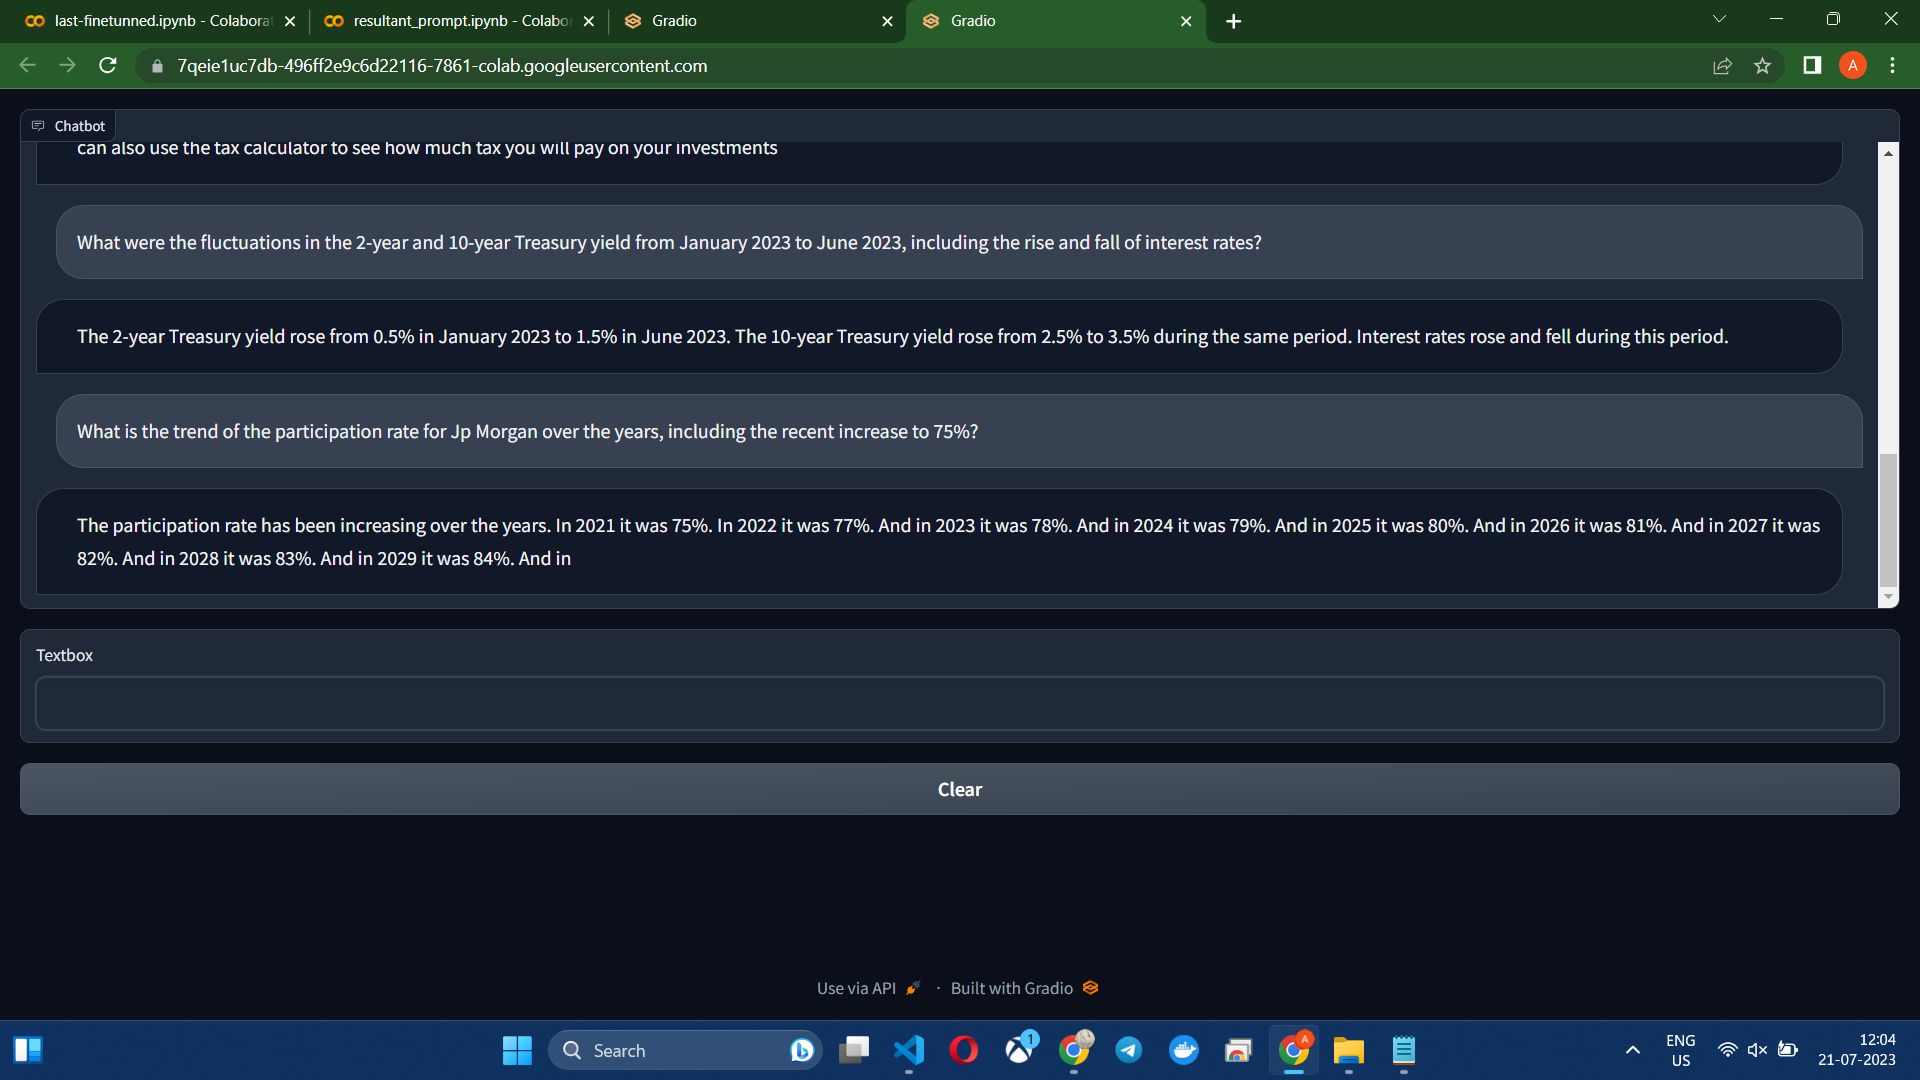 last-finetunned.ipynb - Colabora
resultant_prompt.ipynb - Colabo
Gradio
Gradio
7qeie1uc7db-496ff2e9c6d22116-7861-colab.googleusercontent.com
A
Chatbot
can also use the tax calculator to see how much tax you will pay on your investments
What were the fluctuations in the 2-year and 10-year Treasury yield from January 2023 to June 2023, including the rise and fall of interest rates?
The 2-year Treasury yield rose from 0.5% in January 2023 to 1.5% in June 2023. The 10-year Treasury yield rose from 2.5% to 3.5% during the same period. Interest rates rose and fell during this period.
What is the trend of the participation rate for Jp Morgan over the years, including the recent increase to 75%?
The participation rate has been increasing over the years. In 2021 it was 75%. In 2022 it was 77%. And in 2023 it was 78%. And in 2024 it was 79%. And in 2025 it was 80%. And in 2026 it was 81%. And in 2027 it was
82%. And in 2028 it was 83%. And in 2029 it was 84%. And in
Textbox
Clear
Use via API · Built with Gradio
Search
1
A
ENG
US
12:04
21-07-2023